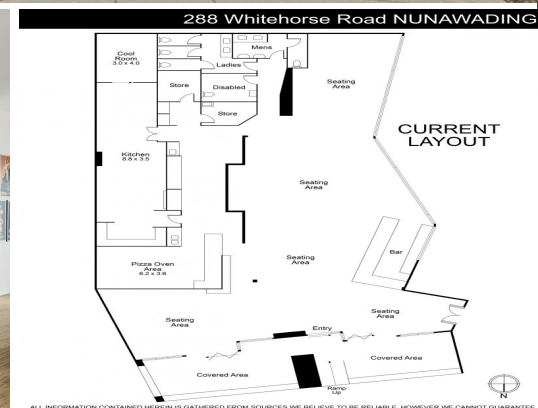 288 Whitehorse Road NUNAWADING
Cool
Room
3.0 x 4.0
Mens
Ladies
Store
Disabled
Store
Seating
Area
CURRENT
LAYOUT
Kitchen
8.8 x 3.5
Seating
Area
Seating
Area
Bar
Pizza Oven
Area
6.2 x 3.6
Seating
Area
Seating
Area
Entry
Covered Area
Covered Area
Ramp
Up
N
ALL INFORMATION CONTAINED HEREIN IS GATHERED FROM SOURCES WE BELIEVE TO BE RELIABLE. HOWEVER WE CANNOT GUARANTEE